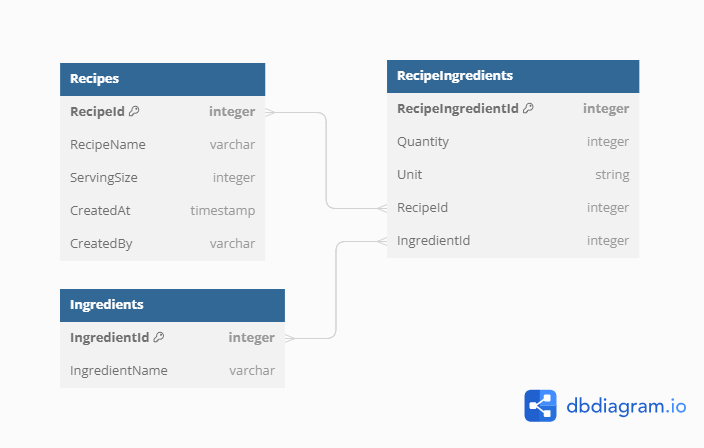 Recipes
RecipeId integer
RecipeName varchar
ServingSize integer
CreatedAt timestamp
CreatedBy varchar
Ingredients
IngredientId integer
IngredientName varchar
RecipeIngredients
RecipeIngredientId integer
Quantity integer
Unit string
RecipeId integer
IngredientId integer
dbdiagram.io